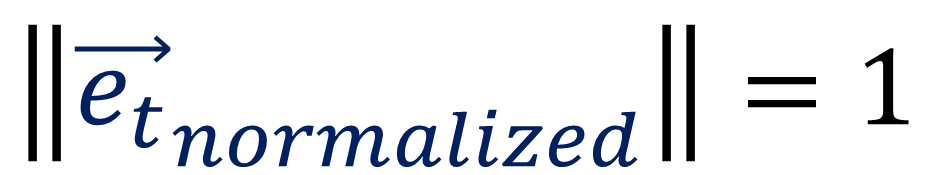 ‖e⃗_t_normalized‖ = 1